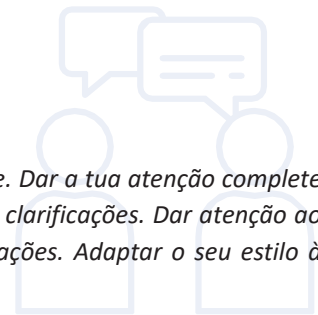 e. Dar a tua atenção complete
clarificações. Dar atenção ao
ações. Adaptar o seu estilo à